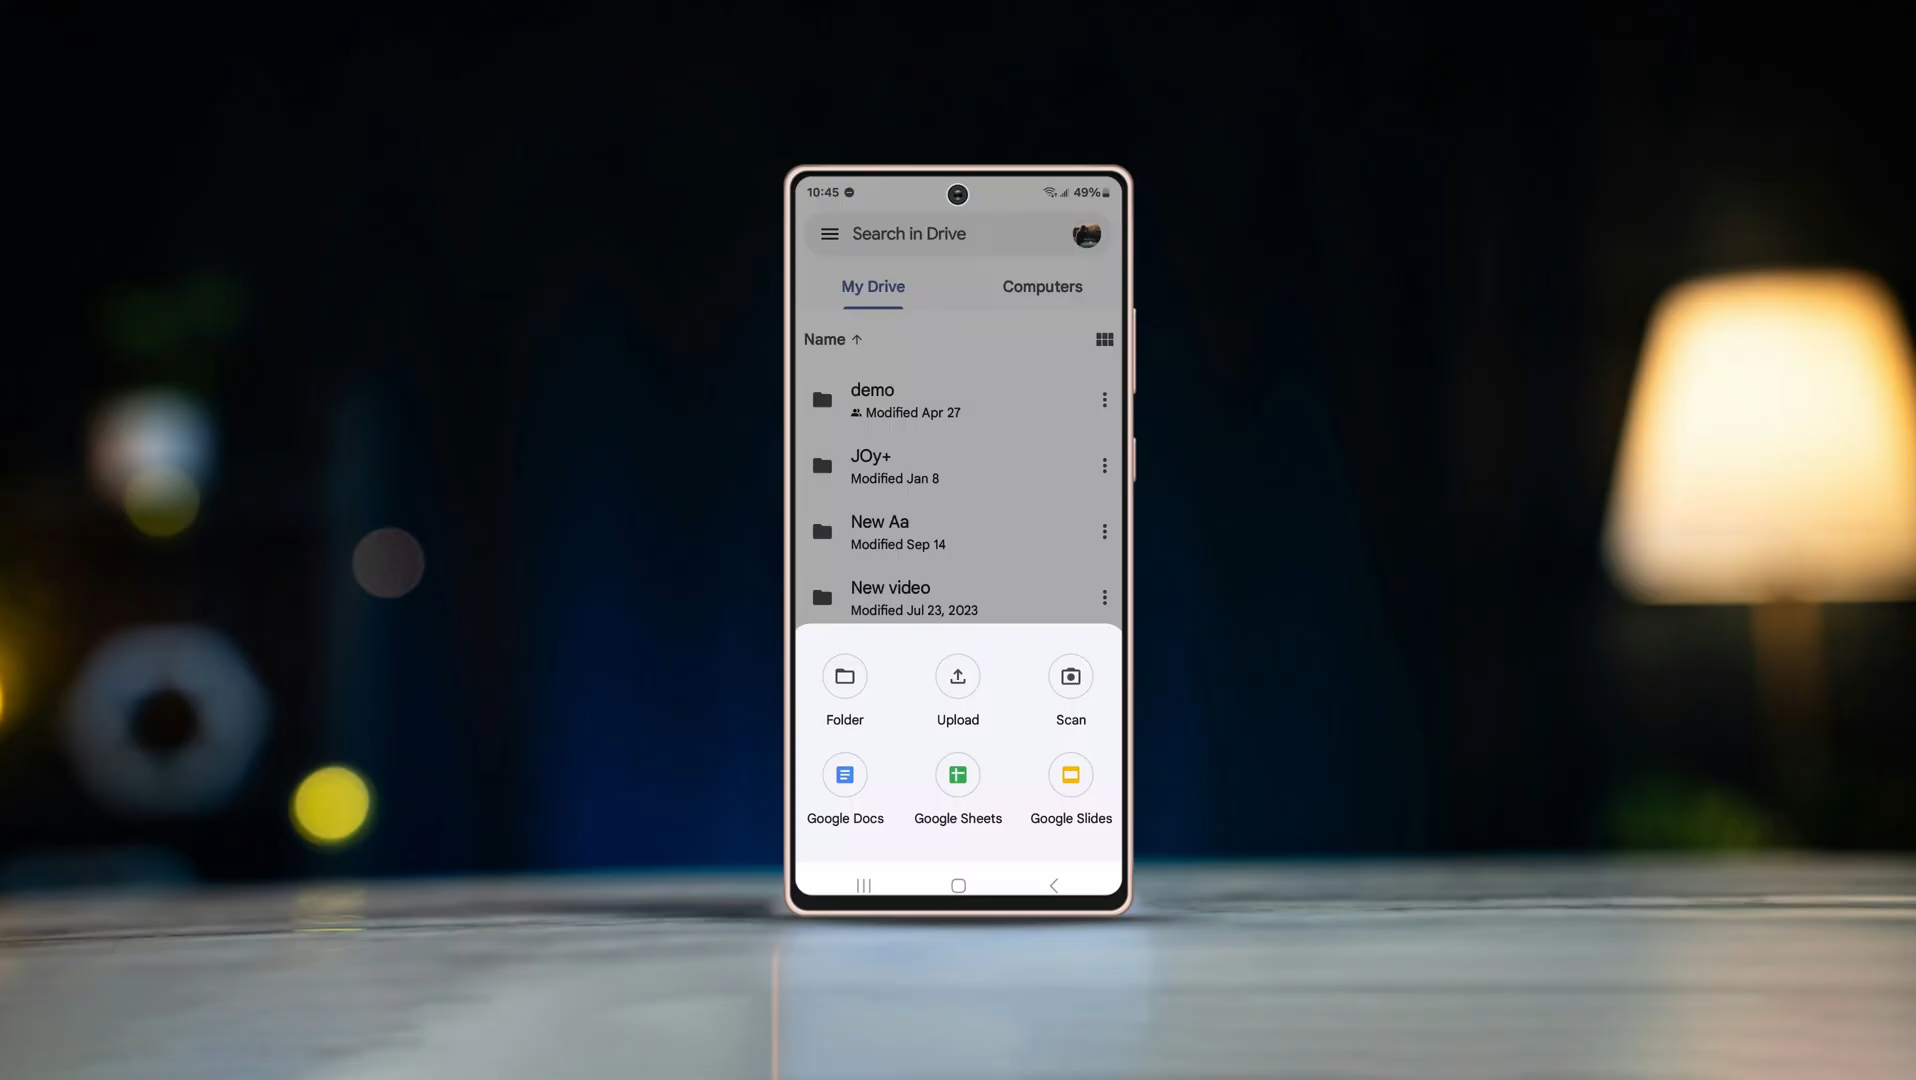 10:45
49%
Search in Drive
My Drive
Computers
Name
demo
Modified Apr 27
JOy+
Modified Jan 8
New Aa
Modified Sep 14
New video
Modified Jul 23, 2023
Folder
Upload
Scan
Google Docs
Google Sheets
Google Slides